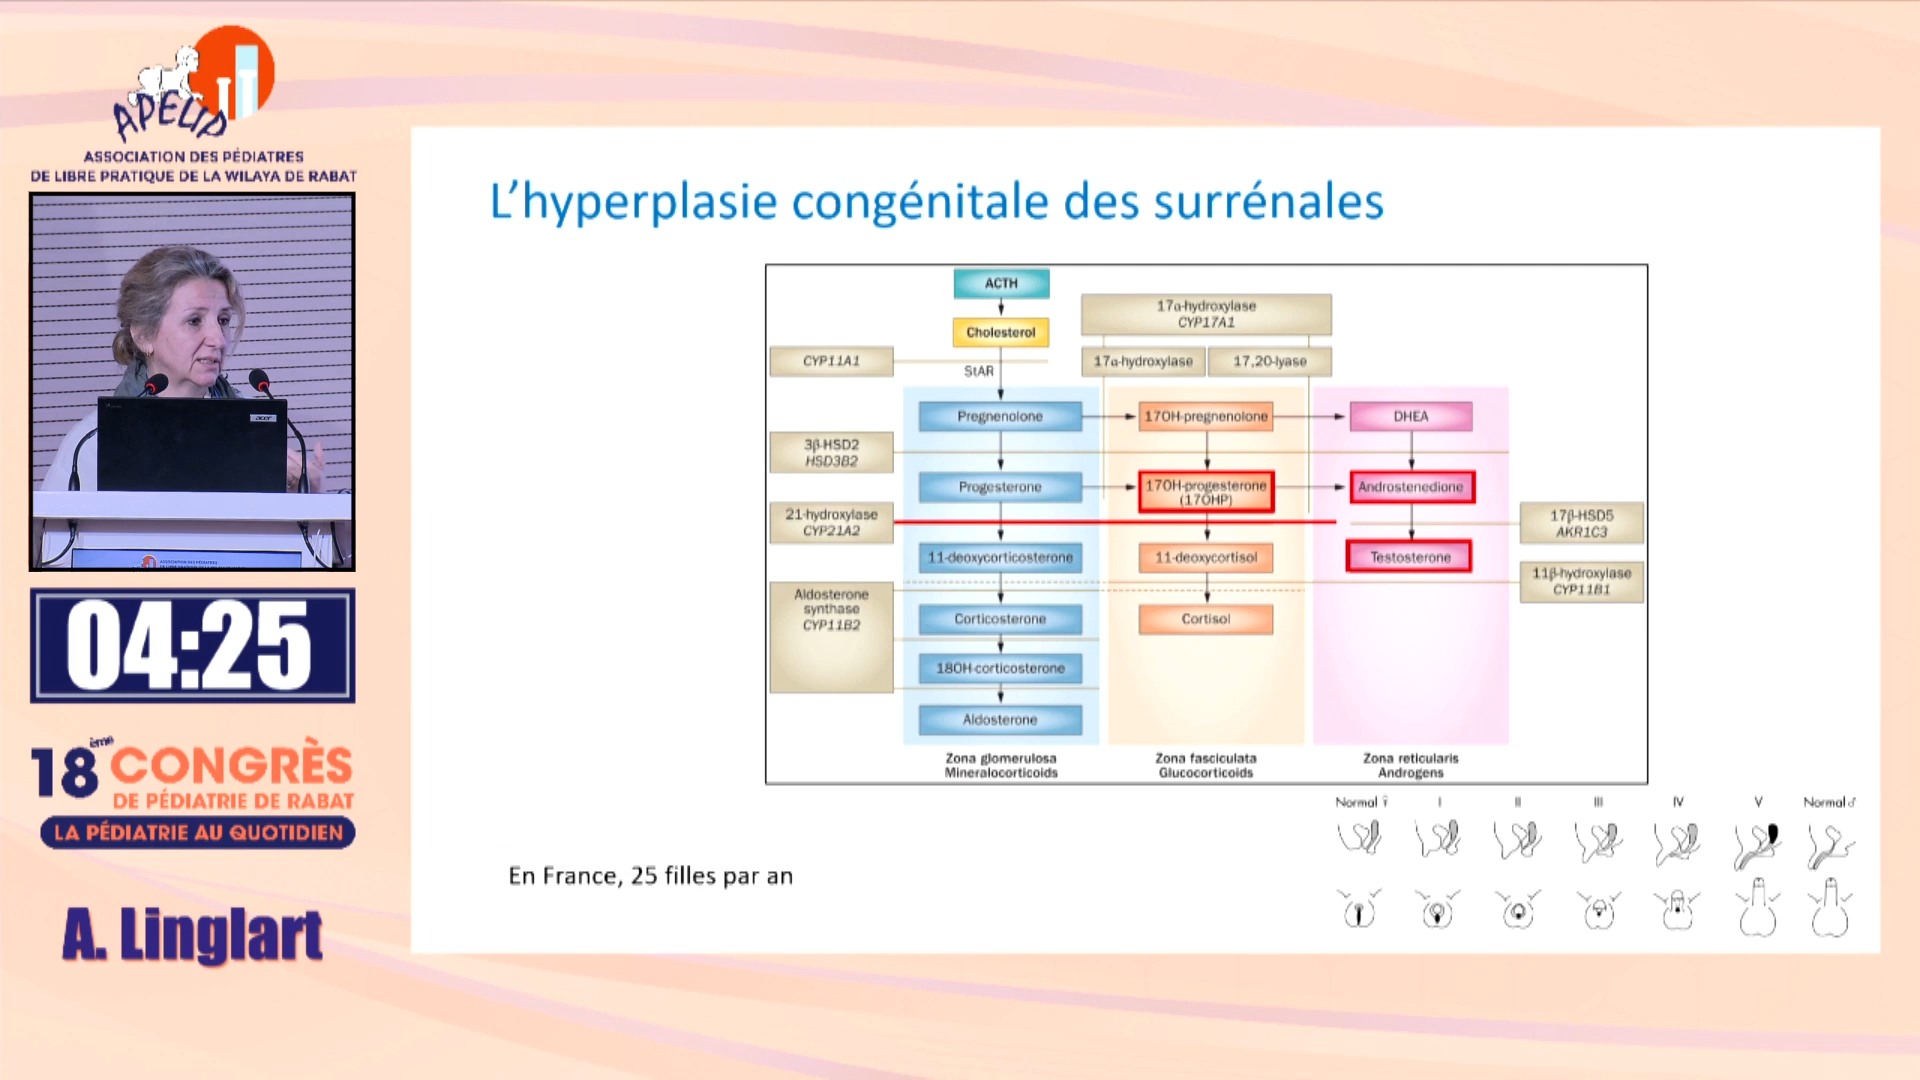 APELIP
ASSOCIATION DES PÉDIATRES
DE LIBRE PRATIQUE DE LA WILAYA DE RABAT
acer
04:25
18ème CONGRÈS
DE PÉDIATRIE DE RABAT
LA PÉDIATRIE AU QUOTIDIEN
A. Linglart
L’hyperplasie congénitale des surrénales
ACTH
Cholesterol
17α-hydroxylase
CYP17A1
CYP11A1
17α-hydroxylase
17,20-lyase
StAR
Pregnenolone
17OH-pregnenolone
DHEA
3β-HSD2
HSD3B2
Progesterone
17OH-progesterone
(17OHP)
Androstenedione
21-hydroxylase
CYP21A2
17β-HSD5
AKR1C3
11-deoxycorticosterone
11-deoxycortisol
Testosterone
11β-hydroxylase
CYP11B1
Aldosterone
synthase
CYP11B2
Corticosterone
Cortisol
18OH-corticosterone
Aldosterone
Zona glomerulosa
Mineralocorticoids
Zona fasciculata
Glucocorticoids
Zona reticularis
Androgens
Normal ♀ I II III IV V Normal ♂
En France, 25 filles par an